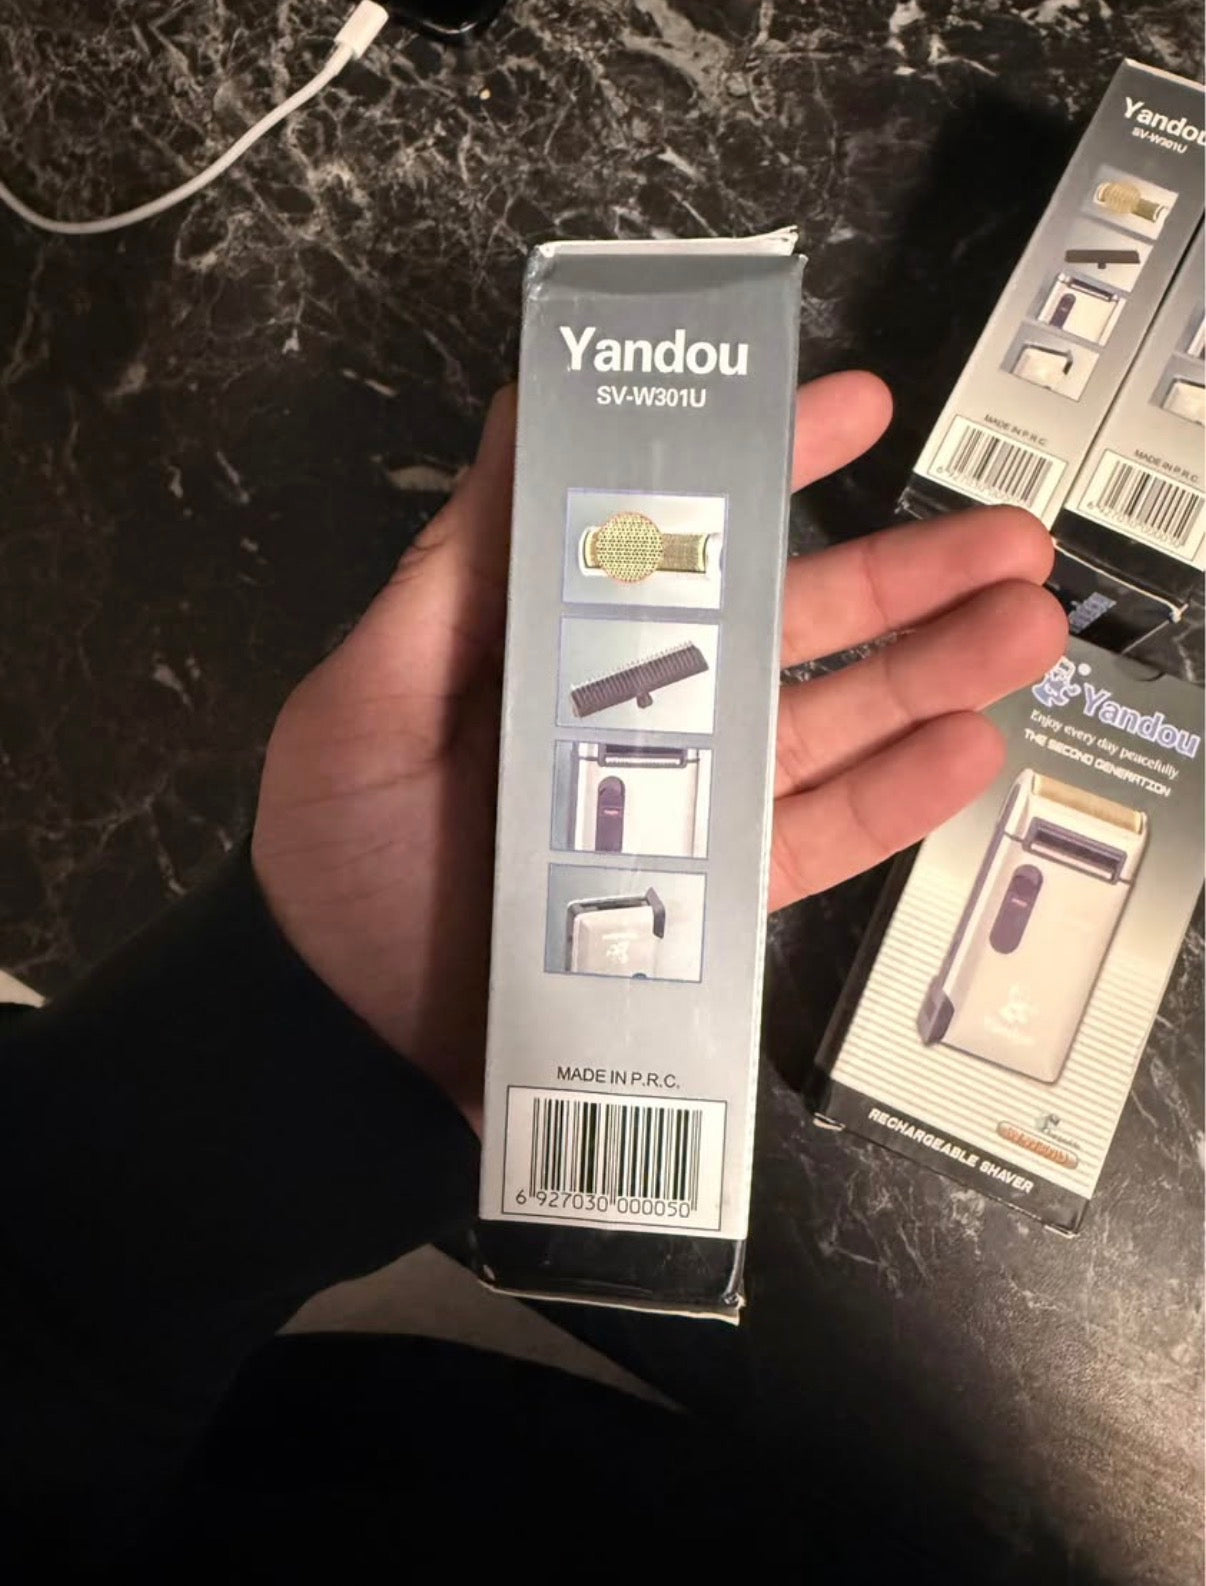 Yandou
SV-W301U
MADE IN P.R.C.
6 927030 000050
Yandou
SV-W301U
MADE IN P.R.C.
MADE IN P.R.C.
Yandou
Enjoy every day peacefully
THE SECOND GENERATION
RECHARGEABLE SHAVER